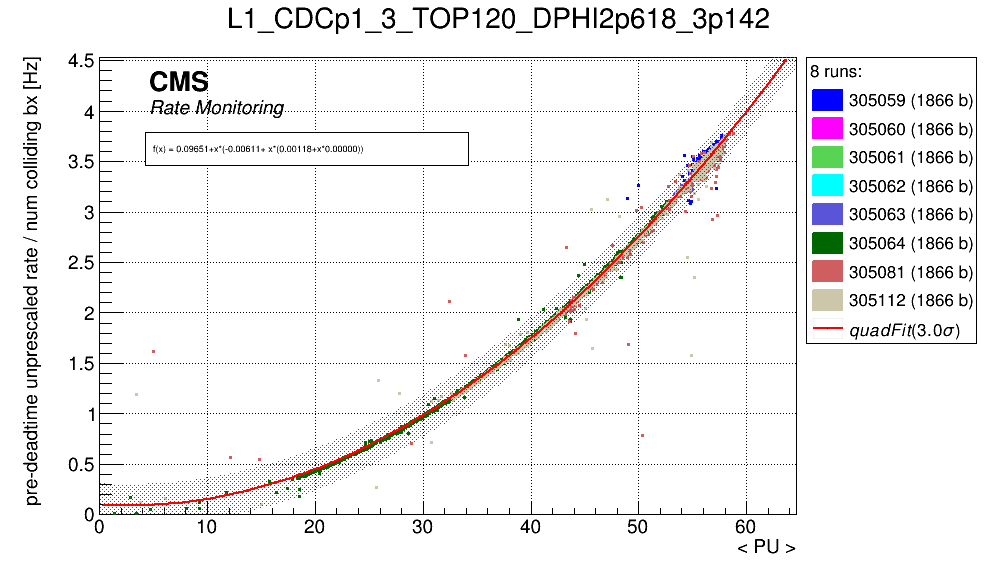 L1_CDCp1_3_TOP120_DPHI2p618_3p142
pre-deadtime unprescaled rate / num colliding bx [Hz]
CMS
Rate Monitoring
f(x) = 0.09651+x*(-0.00611+ x*(0.00118+x*0.00000))
4.5
4
3.5
3
2.5
2
1.5
1
0.5
0
0 10 20 30 40 50 60
< PU >
8 runs:
305059 (1866 b)
305060 (1866 b)
305061 (1866 b)
305062 (1866 b)
305063 (1866 b)
305064 (1866 b)
305081 (1866 b)
305112 (1866 b)
quadFit(3.0σ)